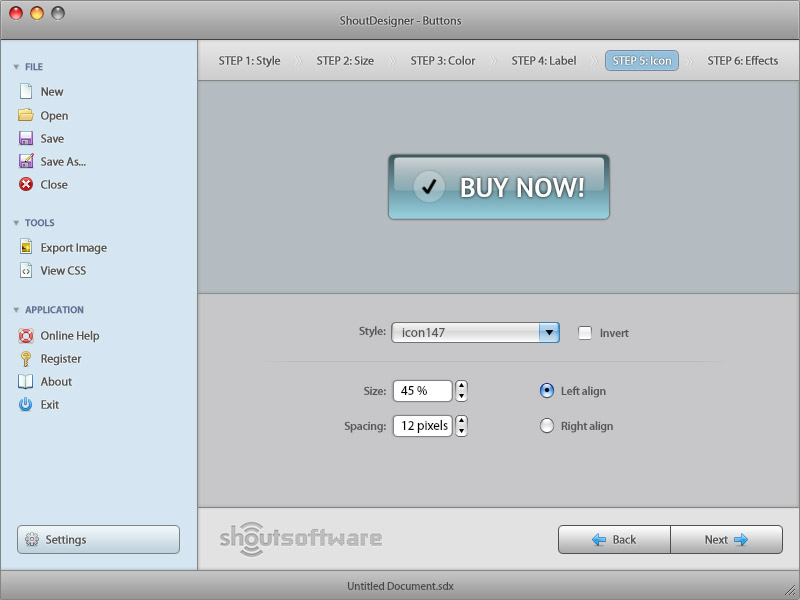 ShoutDesigner - Buttons
STEP 1: Style
STEP 2: Size
STEP 3: Color
STEP 4: Label
STEP 5: Icon
STEP 6: Effects
FILE
New
Open
Save
Save As...
Close
TOOLS
Export Image
View CSS
APPLICATION
Online Help
Register
About
Exit
Settings
BUY NOW!
Style: icon147
Invert
Size: 45 %
Left align
Spacing: 12 pixels
Right align
shoutsoftware
Back
Next
Untitled Document.sdx